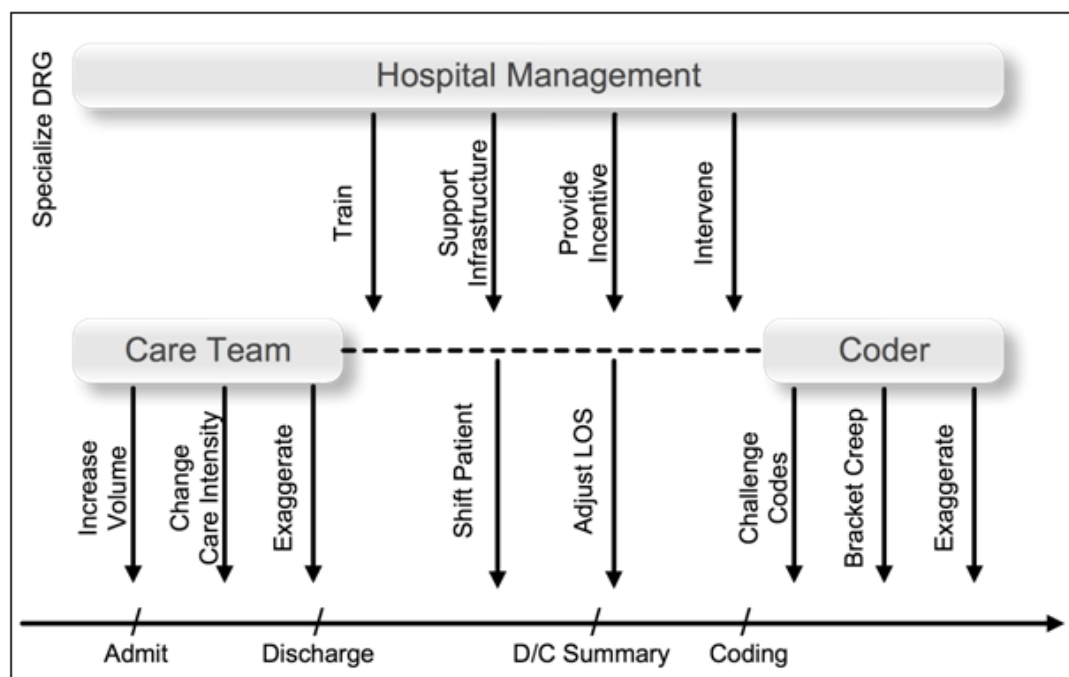 Specialize DRG
Hospital Management
Train
Support
Infrastructure
Provide
Incentive
Intervene
Care Team
Coder
Increase
Volume
Change
Care Intensity
Exaggerate
Shift Patient
Adjust LOS
Challenge
Codes
Bracket Creep
Exaggerate
Admit
Discharge
D/C Summary
Coding